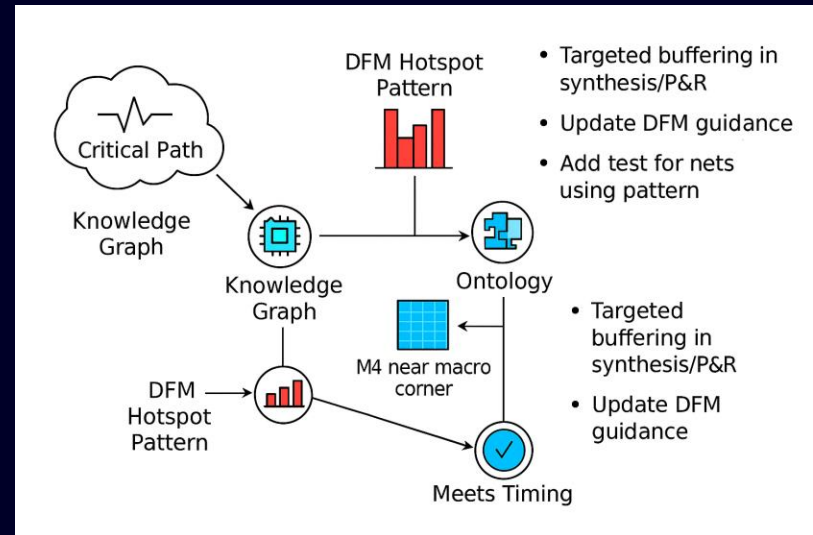 DFM Hotspot
Pattern
• Targeted buffering in
synthesis/P&R
• Update DFM guidance
• Add test for nets
using pattern
Critical Path
Knowledge
Graph
Knowledge
Graph
Ontology
M4 near macro
corner
• Targeted
buffering in
synthesis/P&R
• Update DFM
guidance
DFM
Hotspot
Pattern
Meets Timing